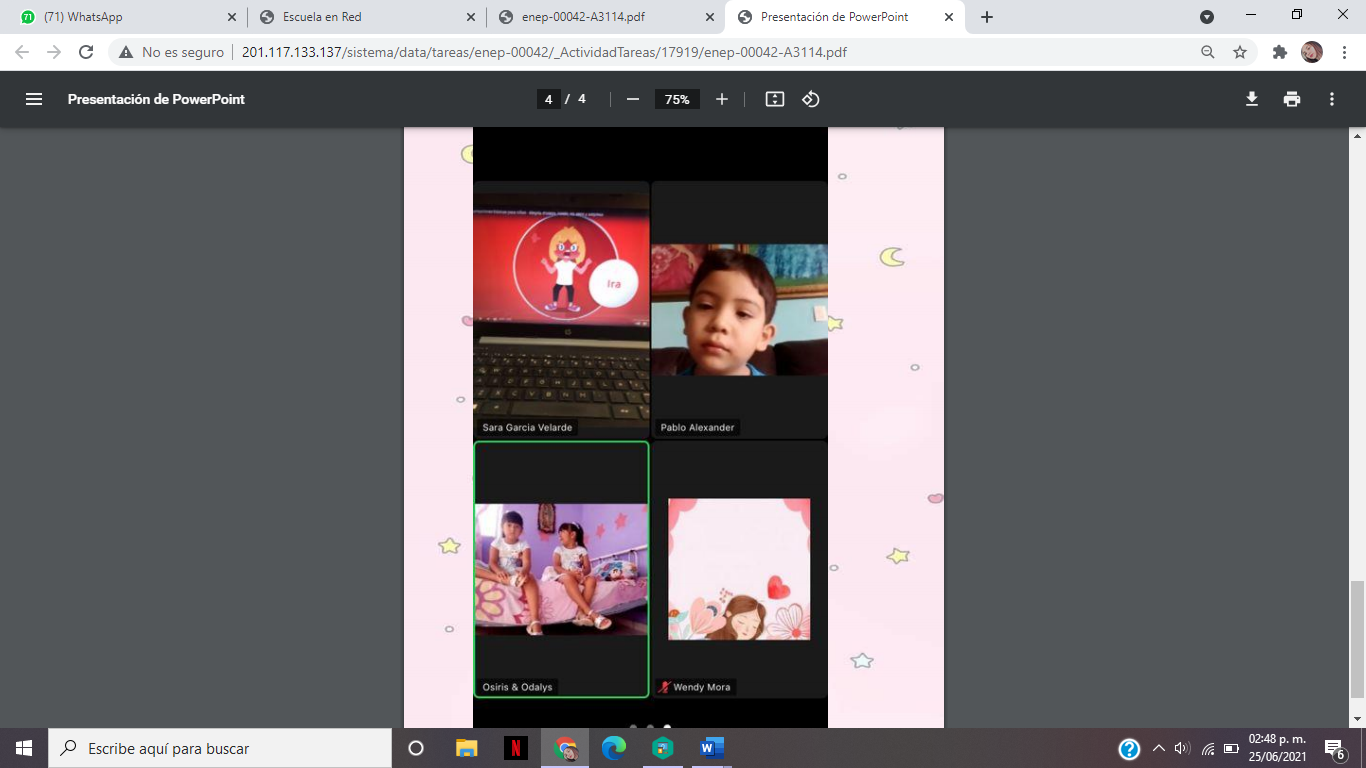 (71) WhatsApp
Escuela en Red
enep-00042-A3114.pdf
Presentación de PowerPoint
No es seguro
201.117.133.137/sistema/data/tareas/enep-00042/_ActividadTareas/17919/enep-00042-A3114.pdf
Presentación de PowerPoint
4 / 4
75%
Ira
Sara Garcia Velarde
Pablo Alexander
Osiris & Odalys
Wendy Mora
Escribe aquí para buscar
02:48 p. m.
25/06/2021
6